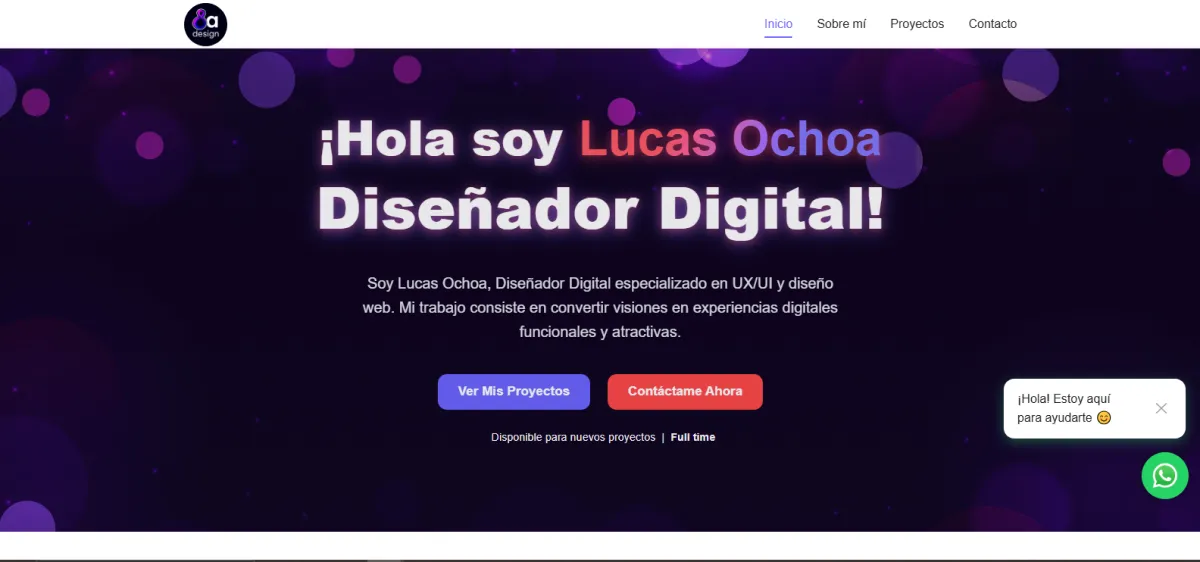 8a
design
Inicio
Sobre mí
Proyectos
Contacto
¡Hola soy Lucas Ochoa
Diseñador Digital!
Soy Lucas Ochoa, Diseñador Digital especializado en UX/UI y diseño
web. Mi trabajo consiste en convertir visiones en experiencias digitales
funcionales y atractivas.
Ver Mis Proyectos
Contáctame Ahora
Disponible para nuevos proyectos | Full time
¡Hola! Estoy aquí
para ayudarte 😊